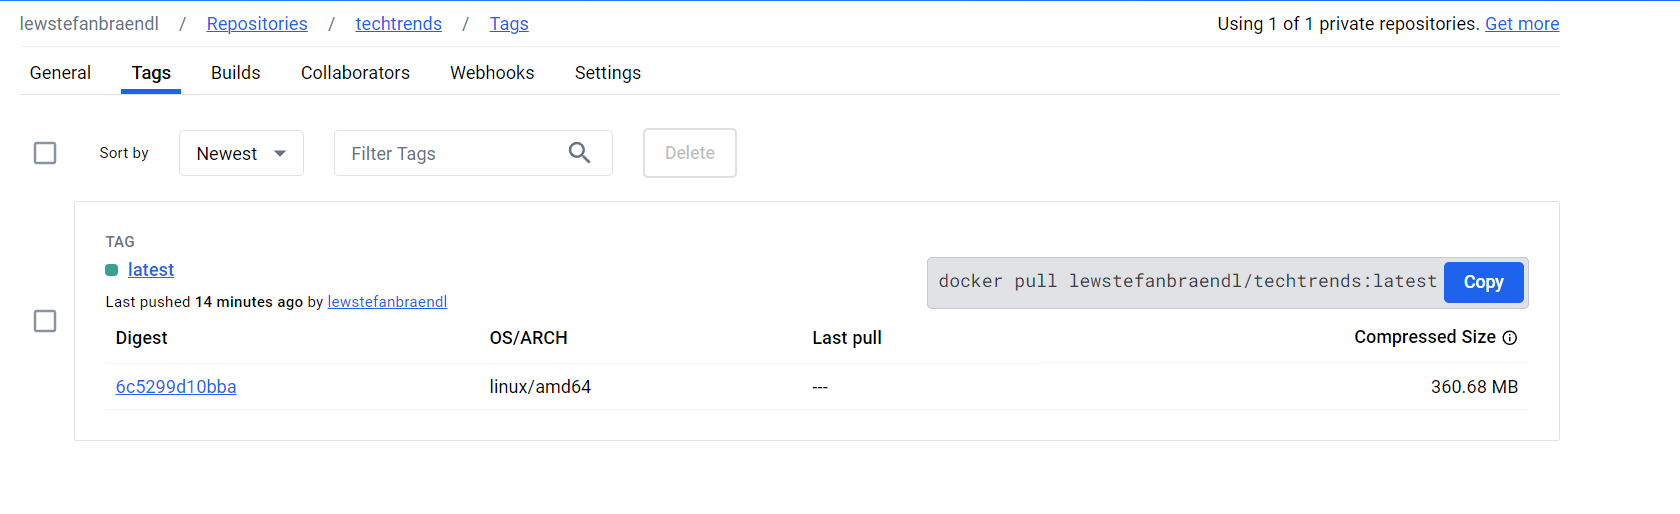 lewstefanbraendl / Repositories / techtrends / Tags Using 1 of 1 private repositories. Get more
General Tags Builds Collaborators Webhooks Settings
Sort by Newest Filter Tags Delete
TAG
latest
docker pull lewstefanbraendl/techtrends:latest Copy
Last pushed 14 minutes ago by lewstefanbraendl
Digest OS/ARCH Last pull Compressed Size
6c5299d10bba linux/amd64 --- 360.68 MB